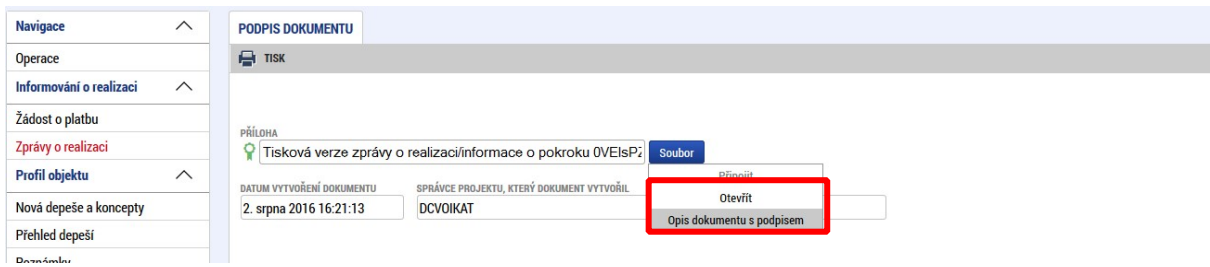 Navigace
Operace
Informování o realizaci
Žádost o platbu
Zprávy o realizaci
Profil objektu
Nová depeše a koncepty
Přehled depeší
Poznámky
PODPIS DOKUMENTU
TISK
PŘÍLOHA
Tisková verze zprávy o realizaci/informace o pokroku 0VEIsPZ
Soubor
Připojit
Otevřít
Opis dokumentu s podpisem
DATUM VYTVOŘENÍ DOKUMENTU
2. srpna 2016 16:21:13
SPRÁVCE PROJEKTU, KTERÝ DOKUMENT VYTVOŘIL
DCVOIKAT